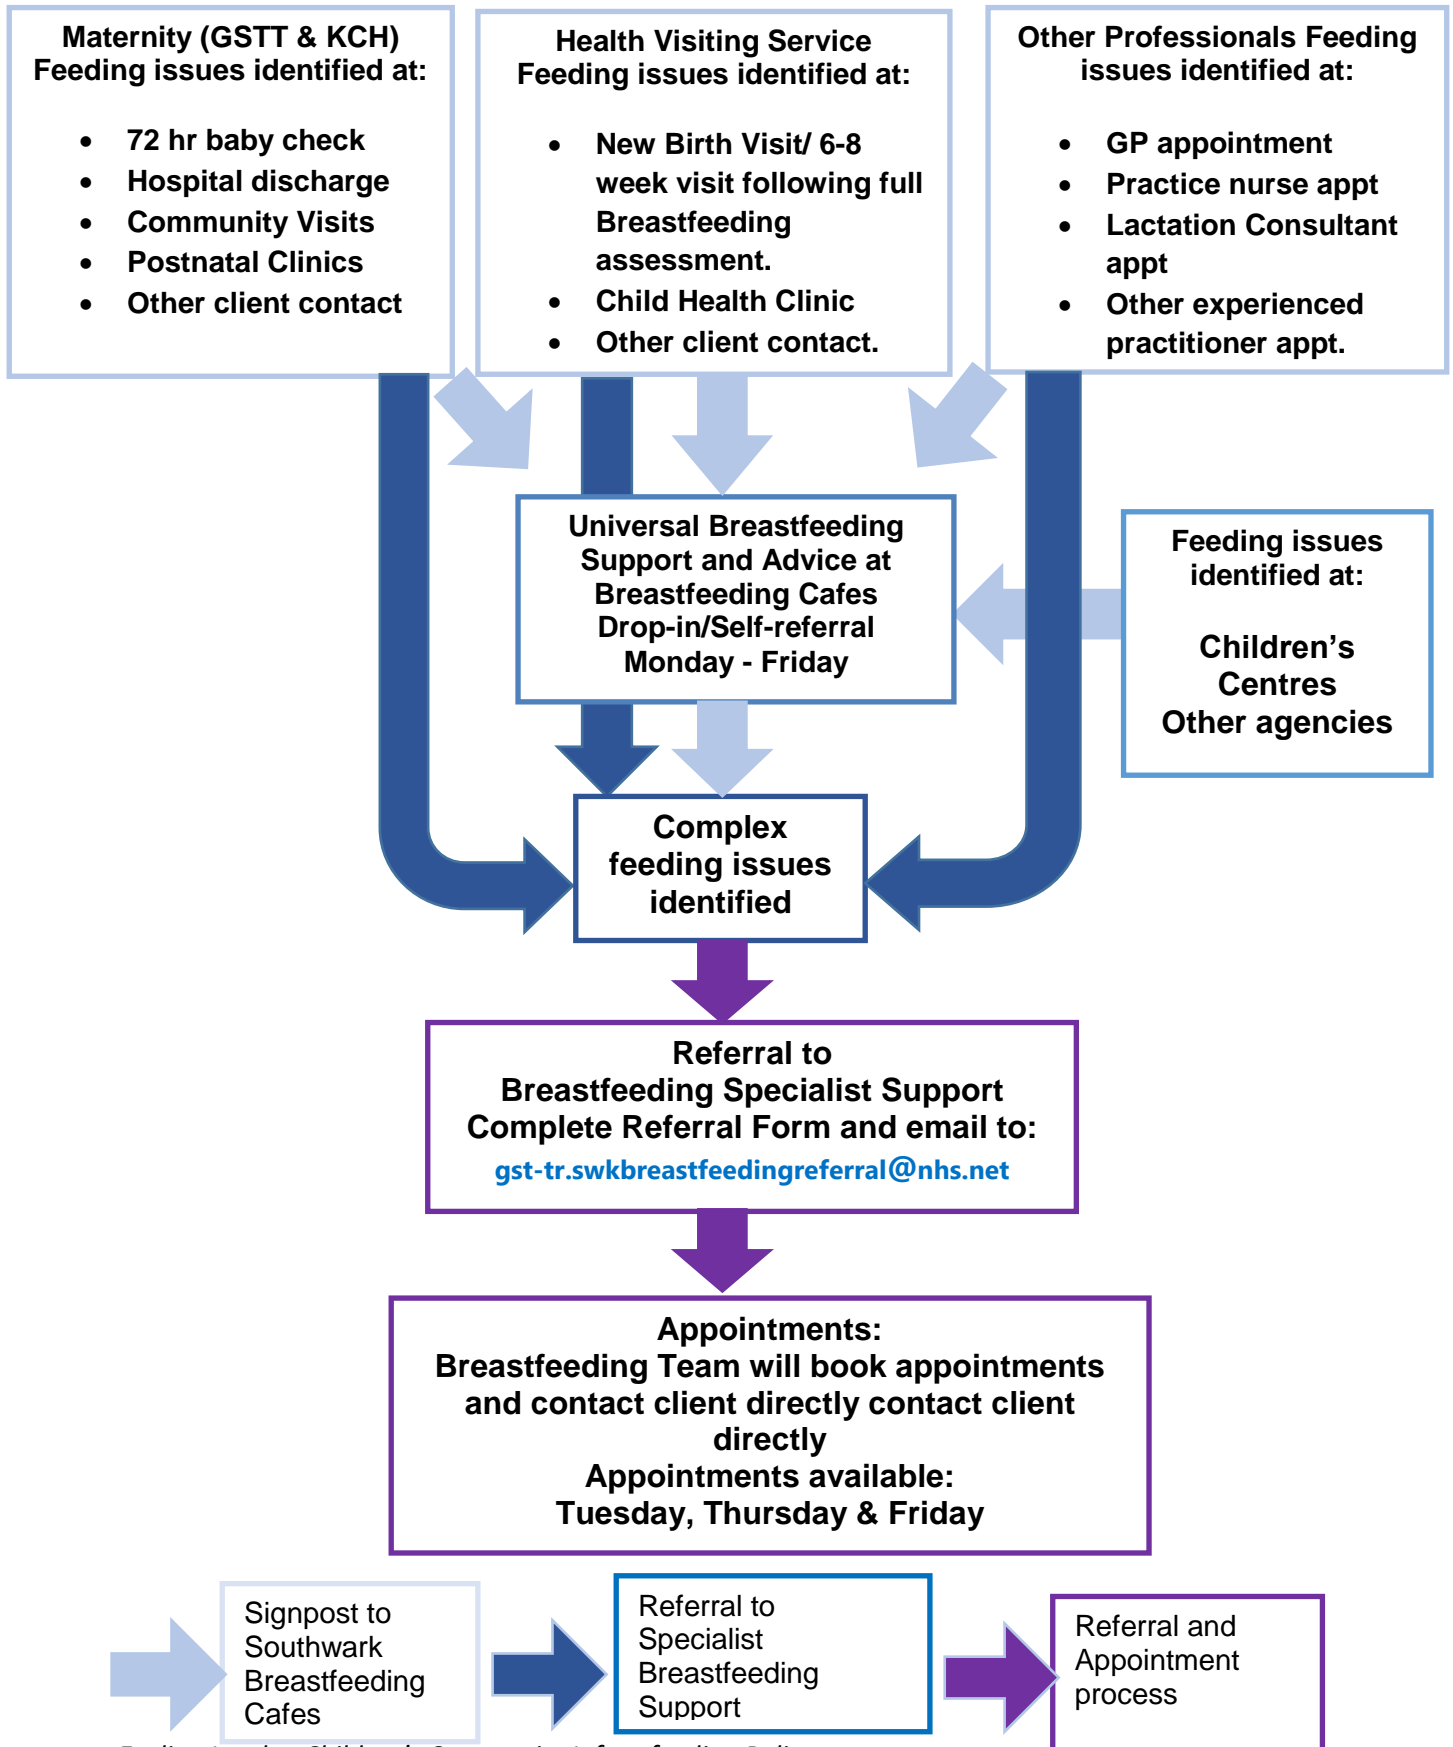 Maternity (GSTT & KCH)
Feeding issues identified at:
• 72 hr baby check
• Hospital discharge
• Community Visits
• Postnatal Clinics
• Other client contact
Health Visiting Service
Feeding issues identified at:
• New Birth Visit/ 6-8
week visit following full
Breastfeeding
assessment.
• Child Health Clinic
• Other client contact.
Other Professionals Feeding
issues identified at:
• GP appointment
• Practice nurse appt
• Lactation Consultant
appt
• Other experienced
practitioner appt.
Universal Breastfeeding
Support and Advice at
Breastfeeding Cafes
Drop-in/Self-referral
Monday - Friday
Feeding issues
identified at:
Children’s
Centres
Other agencies
Complex
feeding issues
identified
Referral to
Breastfeeding Specialist Support
Complete Referral Form and email to:
gst-tr.swkbreastfeedingreferral@nhs.net
Appointments:
Breastfeeding Team will book appointments
and contact client directly contact client
directly
Appointments available:
Tuesday, Thursday & Friday
Signpost to
Southwark
Breastfeeding
Cafes
Referral to
Specialist
Breastfeeding
Support
Referral and
Appointment
process